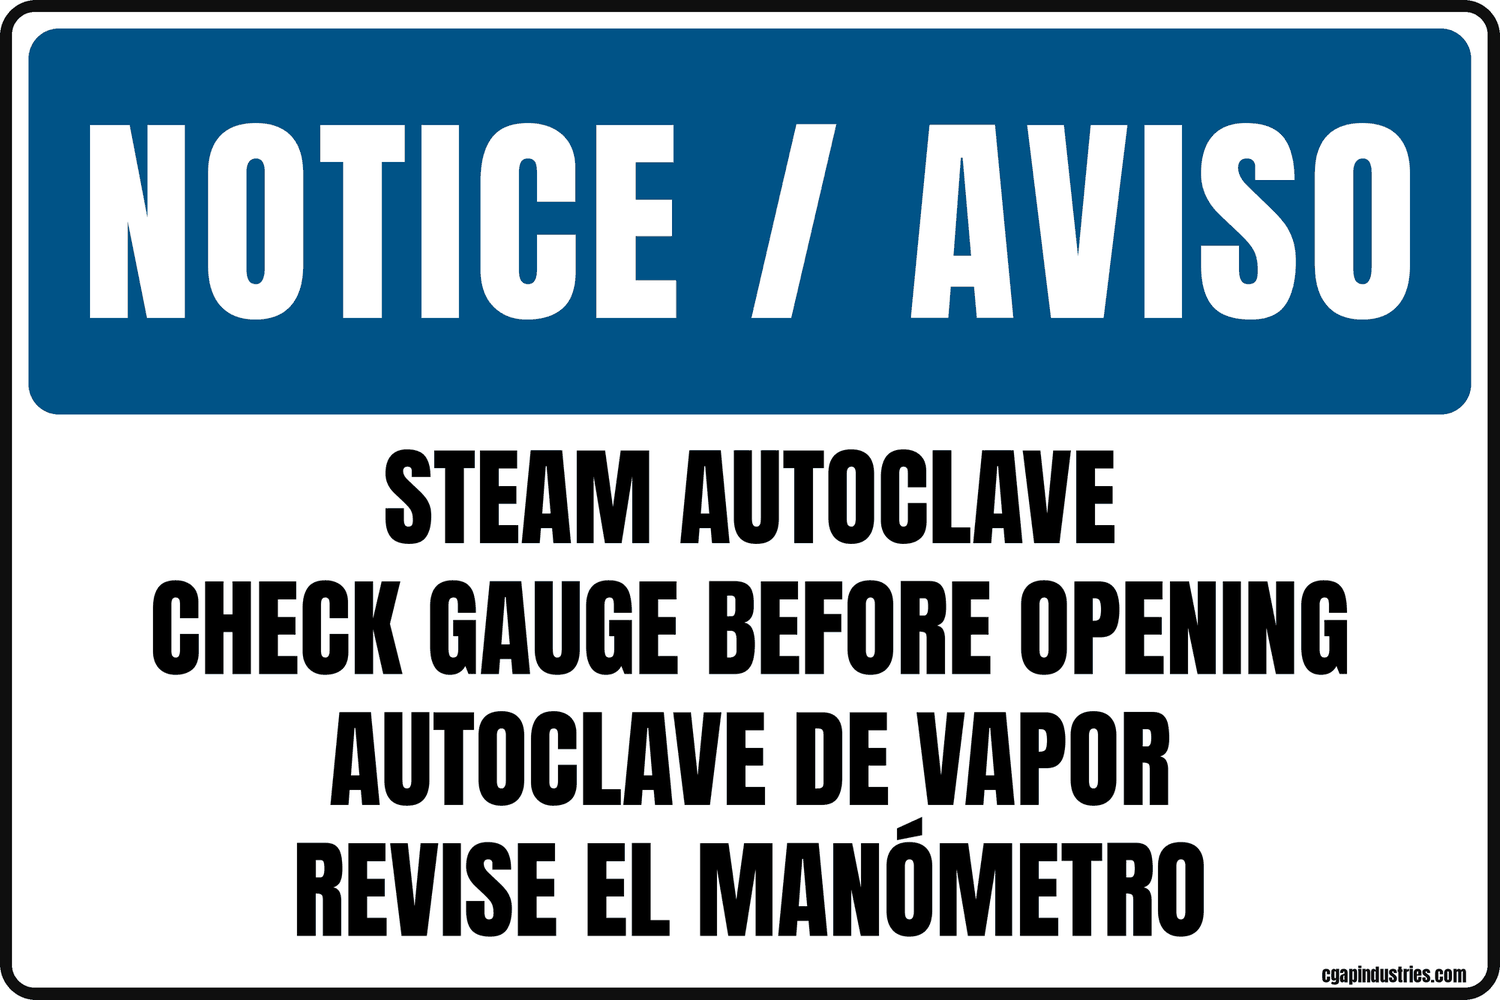 NOTICE / AVISO
STEAM AUTOCLAVE
CHECK GAUGE BEFORE OPENING
AUTOCLAVE DE VAPOR
REVISE EL MANÓMETRO
cgapindustries.com